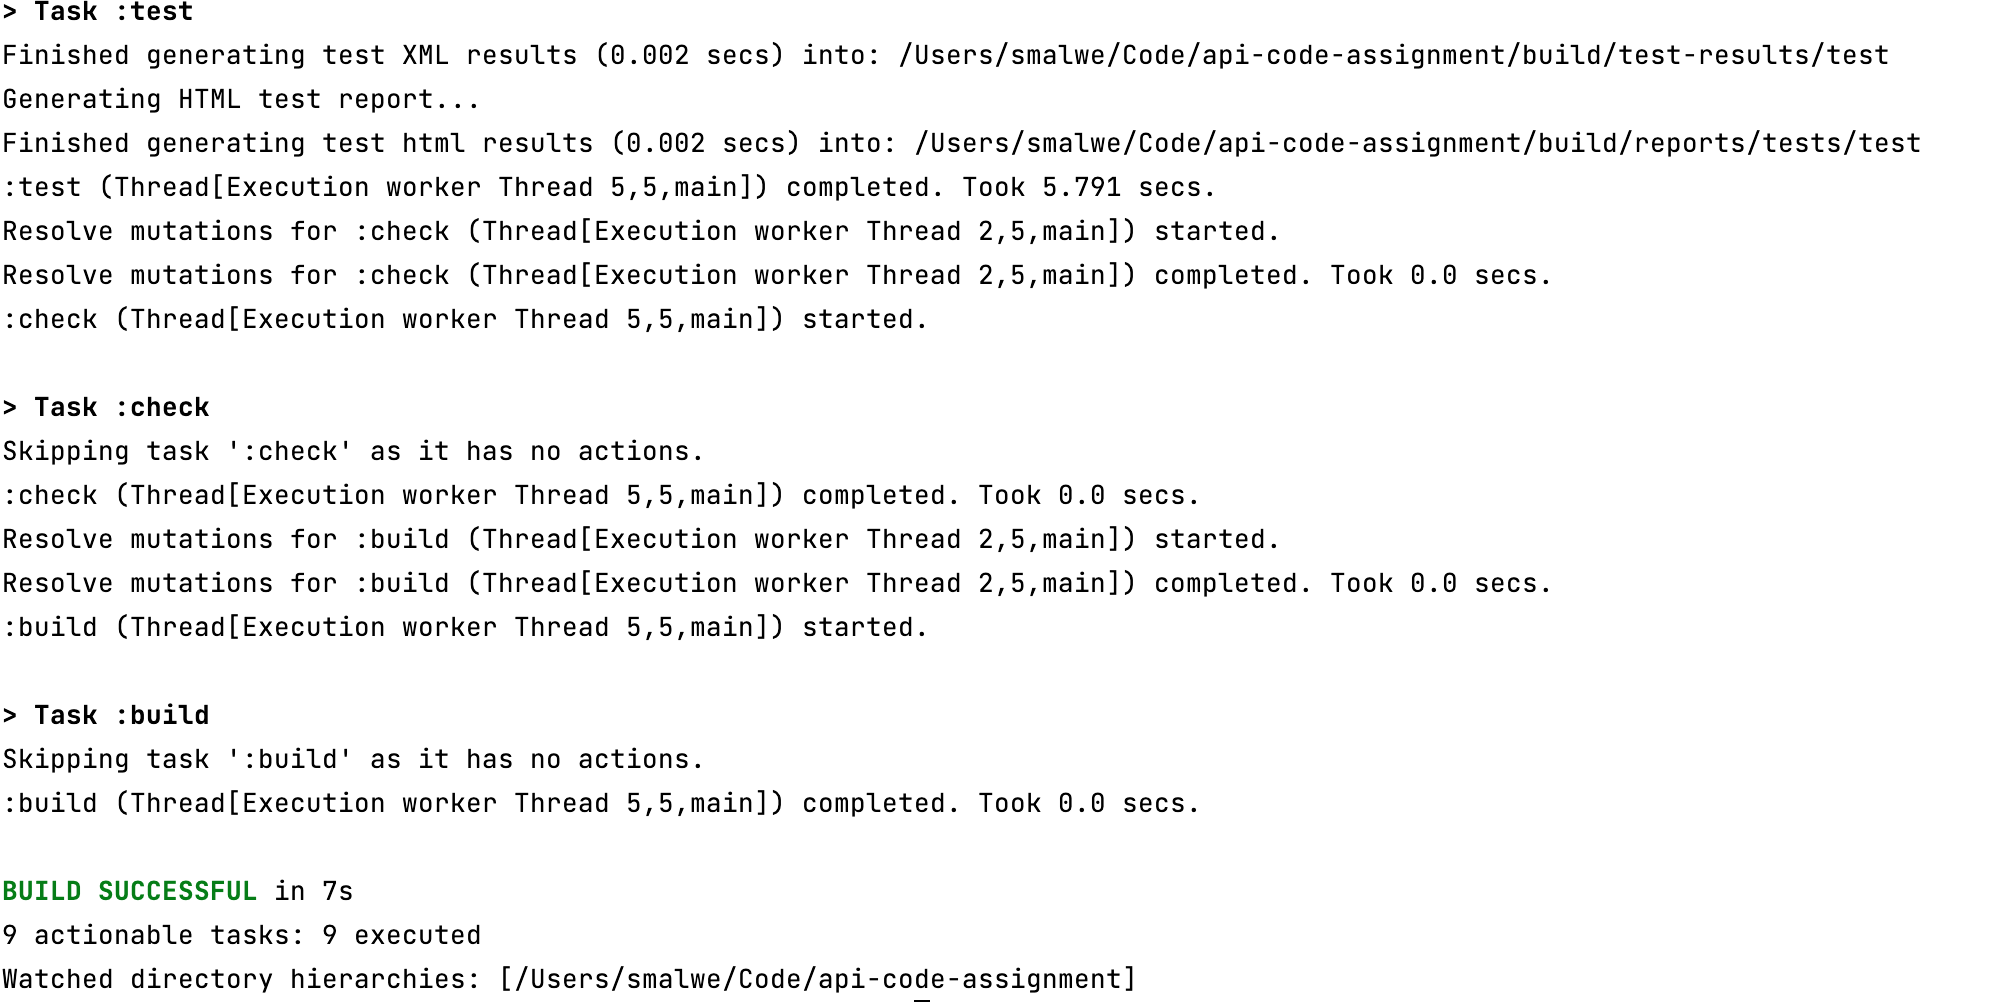 > Task :test
Finished generating test XML results (0.002 secs) into: /Users/smalwe/Code/api-code-assignment/build/test-results/test
Generating HTML test report...
Finished generating test html results (0.002 secs) into: /Users/smalwe/Code/api-code-assignment/build/reports/tests/test
:test (Thread[Execution worker Thread 5,5,main]) completed. Took 5.791 secs.
Resolve mutations for :check (Thread[Execution worker Thread 2,5,main]) started.
Resolve mutations for :check (Thread[Execution worker Thread 2,5,main]) completed. Took 0.0 secs.
:check (Thread[Execution worker Thread 5,5,main]) started.
> Task :check
Skipping task ':check' as it has no actions.
:check (Thread[Execution worker Thread 5,5,main]) completed. Took 0.0 secs.
Resolve mutations for :build (Thread[Execution worker Thread 2,5,main]) started.
Resolve mutations for :build (Thread[Execution worker Thread 2,5,main]) completed. Took 0.0 secs.
:build (Thread[Execution worker Thread 5,5,main]) started.
> Task :build
Skipping task ':build' as it has no actions.
:build (Thread[Execution worker Thread 5,5,main]) completed. Took 0.0 secs.
BUILD SUCCESSFUL in 7s
9 actionable tasks: 9 executed
Watched directory hierarchies: [/Users/smalwe/Code/api-code-assignment]